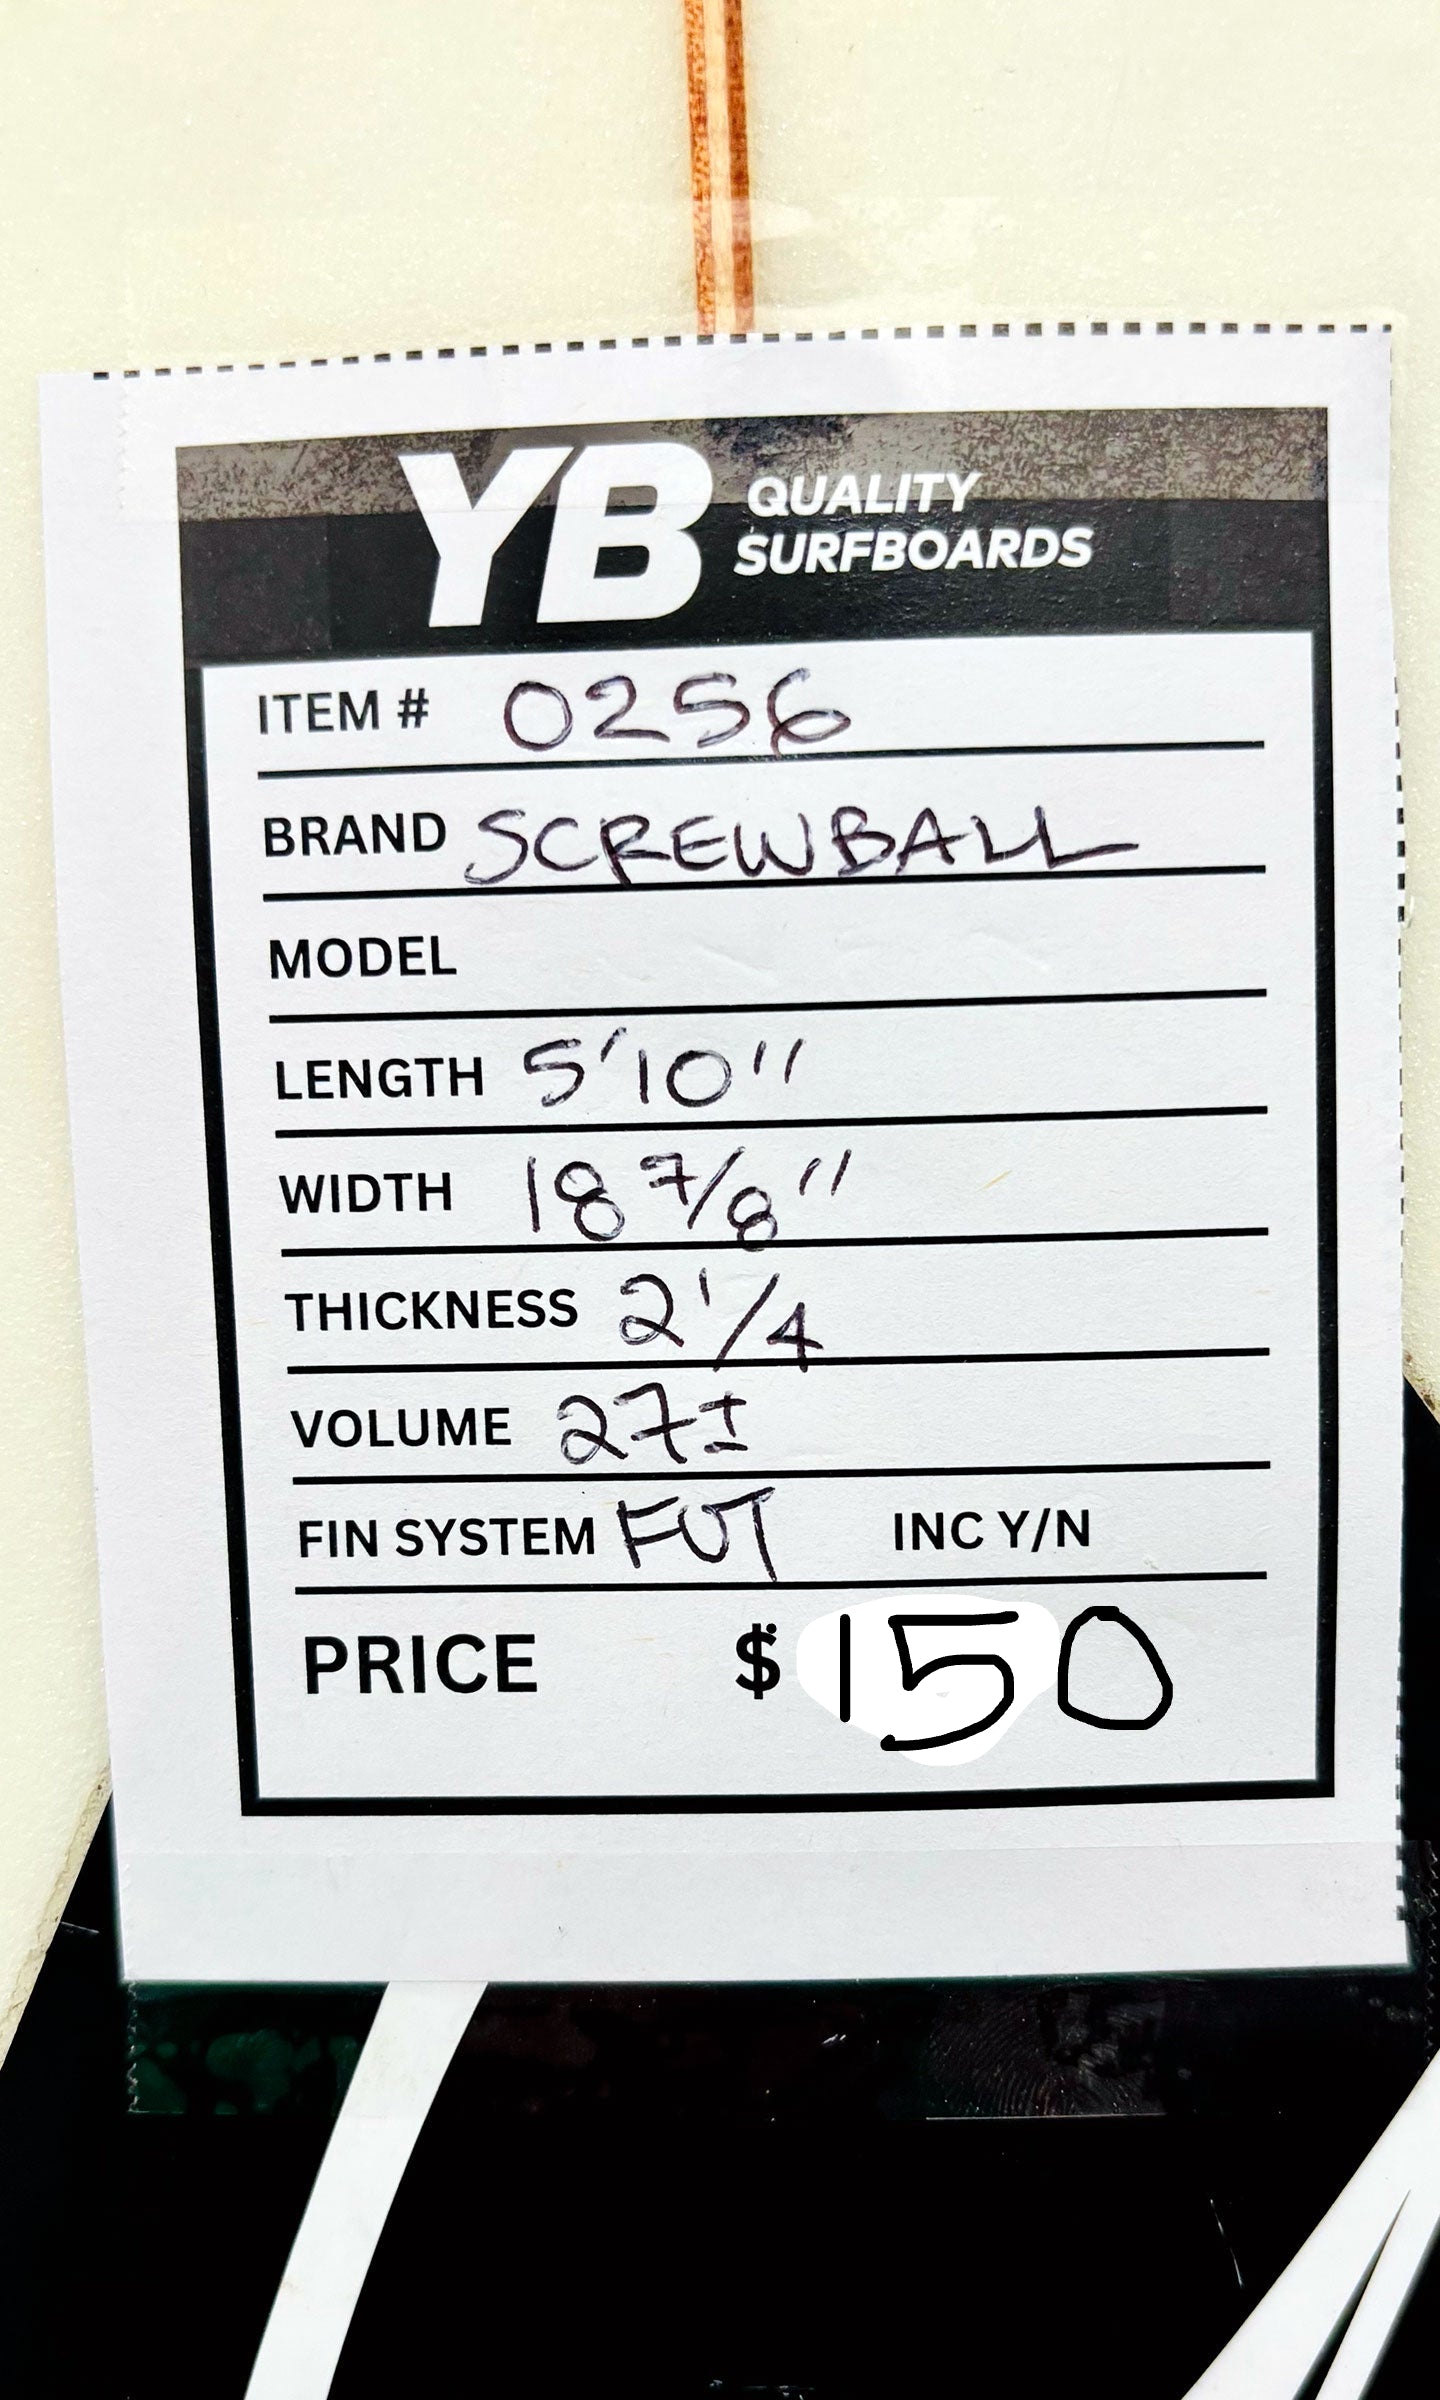 YB QUALITY
SURFBOARDS
ITEM # 0256
BRAND SCREWBALL
MODEL
LENGTH 5'10"
WIDTH 18 7/8"
THICKNESS 2 1/4
VOLUME 27±
FIN SYSTEM FUT INC Y/N
PRICE $150